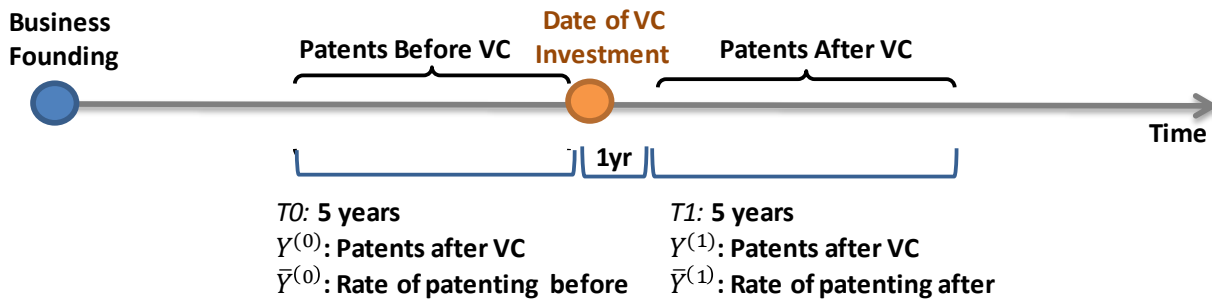 Business
Founding
Patents Before VC
Date of VC
Investment
Patents After VC
Time
1yr
T0: 5 years
Y⁽⁰⁾: Patents after VC
Ȳ⁽⁰⁾: Rate of patenting before
T1: 5 years
Y⁽¹⁾: Patents after VC
Ȳ⁽¹⁾: Rate of patenting after